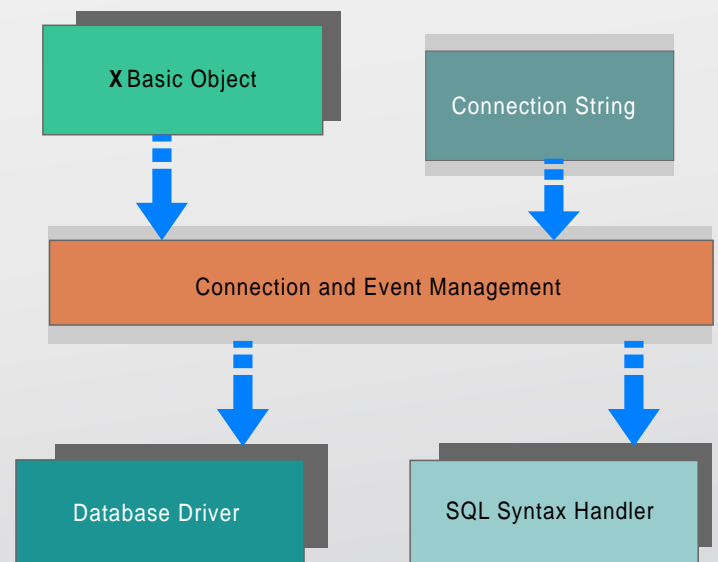 X Basic Object
Connection String
Connection and Event Management
Database Driver
SQL Syntax Handler